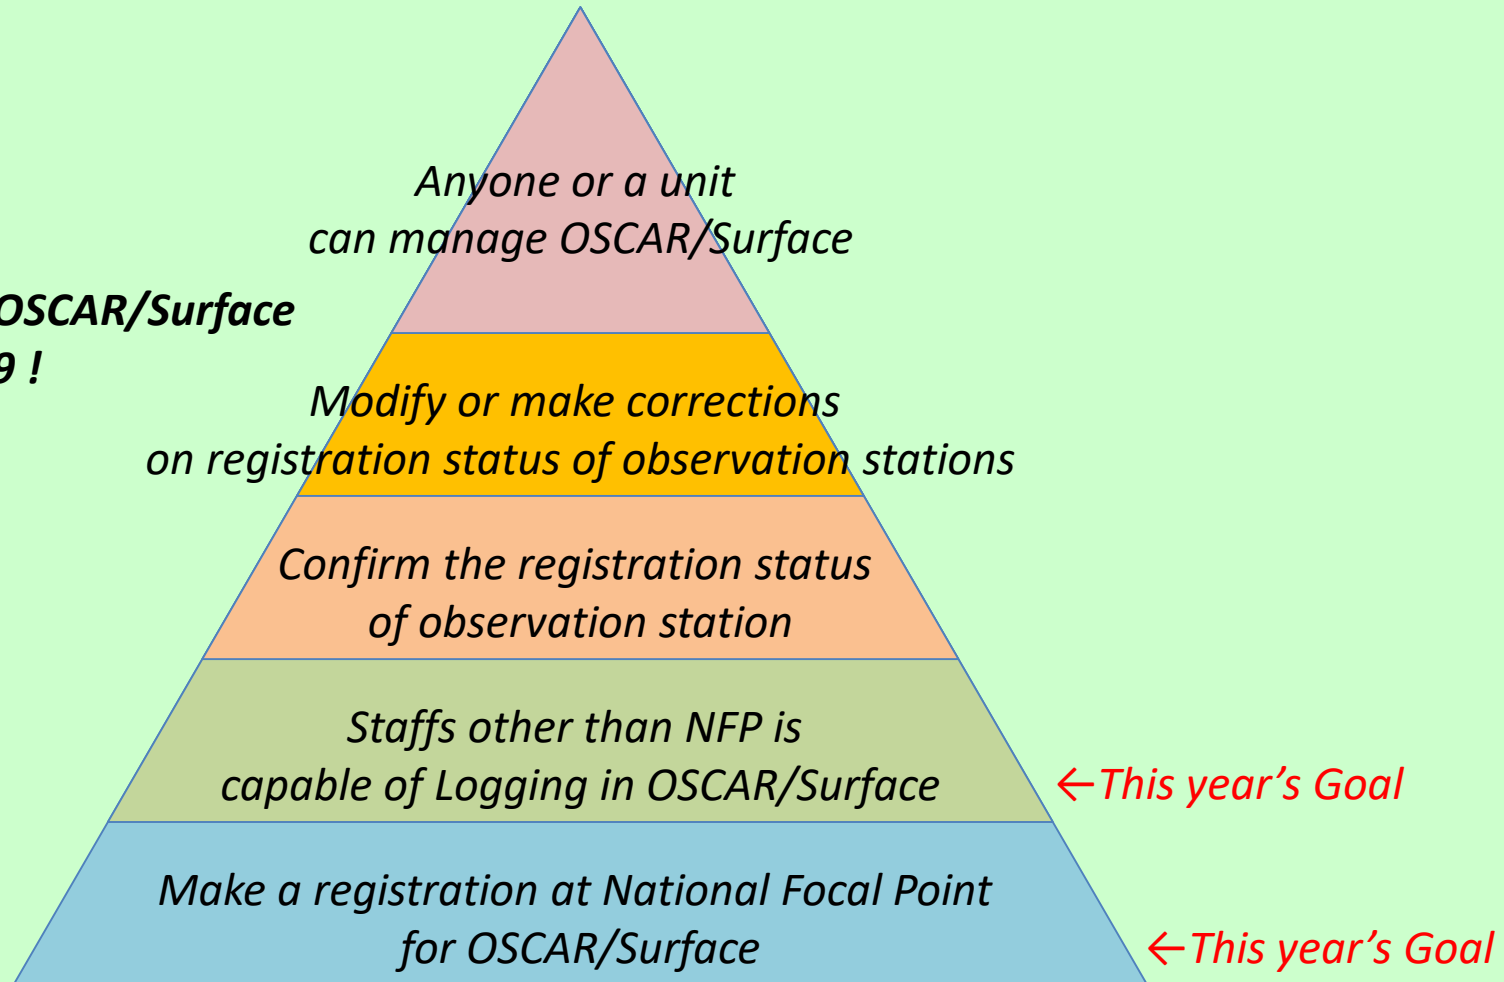 Anyone or a unit
can manage OSCAR/Surface
OSCAR/Surface
9 !
Modify or make corrections
on registration status of observation stations
Confirm the registration status
of observation station
Staffs other than NFP is
capable of Logging in OSCAR/Surface
←This year’s Goal
Make a registration at National Focal Point
for OSCAR/Surface
←This year’s Goal